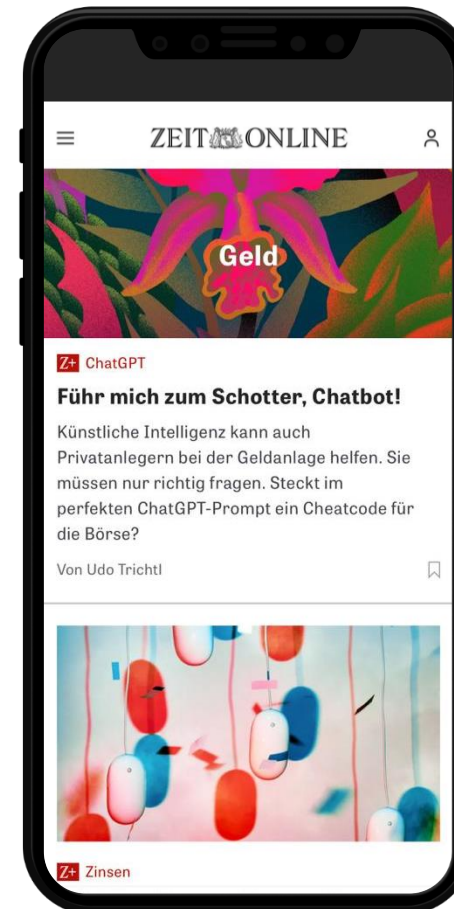 ZEIT ONLINE
Geld
Z+ ChatGPT
Führ mich zum Schotter, Chatbot!
Künstliche Intelligenz kann auch
Privatanlegern bei der Geldanlage helfen. Sie
müssen nur richtig fragen. Steckt im
perfekten ChatGPT-Prompt ein Cheatcode für
die Börse?
Von Udo Trichtl
Z+ Zinsen